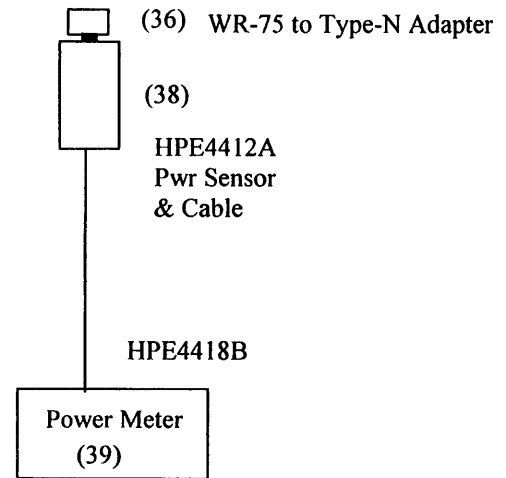 (36) WR-75 to Type-N Adapter
(38)
HPE4412A
Pwr Sensor
& Cable
HPE4418B
Power Meter
(39)